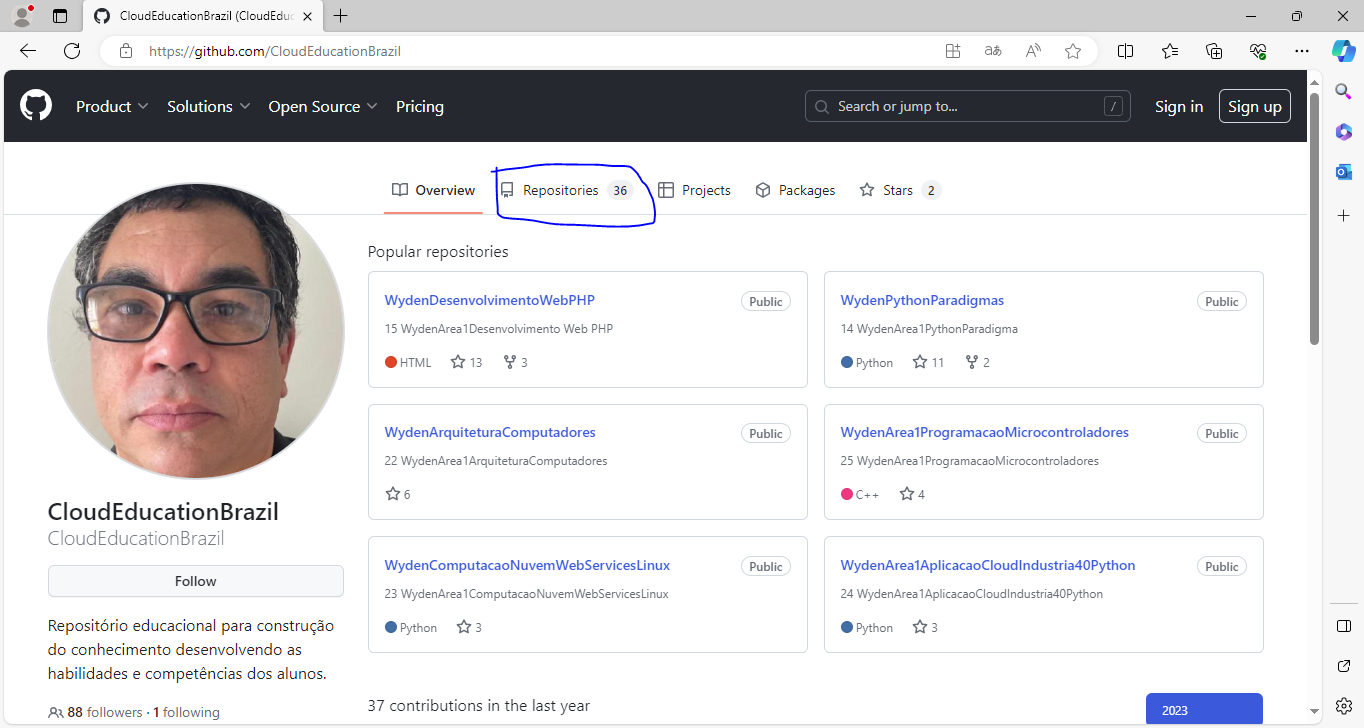 CloudEducationBrazil (CloudEduc
https://github.com/CloudEducationBrazil
Product Solutions Open Source Pricing
Search or jump to... /
Sign in Sign up
Overview Repositories 36 Projects Packages Stars 2
Popular repositories
WydenDesenvolvimentoWebPHP Public
15 WydenArea1Desenvolvimento Web PHP
HTML 13 3
WydenPythonParadigmas Public
14 WydenArea1PythonParadigma
Python 11 2
WydenArquiteturaComputadores Public
22 WydenArea1ArquiteturaComputadores
6
WydenArea1ProgramacaoMicrocontroladores Public
25 WydenArea1ProgramacaoMicrocontroladores
C++ 4
WydenComputacaoNuvemWebServicesLinux Public
23 WydenArea1ComputacaoNuvemWebServicesLinux
Python 3
WydenArea1AplicacaoCloudIndustria40Python Public
24 WydenArea1AplicacaoCloudIndustria40Python
Python 3
CloudEducationBrazil
CloudEducationBrazil
Follow
Repositório educacional para construção
do conhecimento desenvolvendo as
habilidades e competências dos alunos.
88 followers · 1 following
37 contributions in the last year
2023